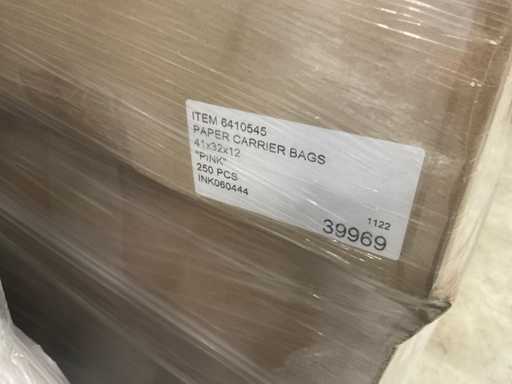 ITEM 6410545
PAPER CARRIER BAGS
41x32x12
"PINK"
250 PCS
INK060444
1122
39969